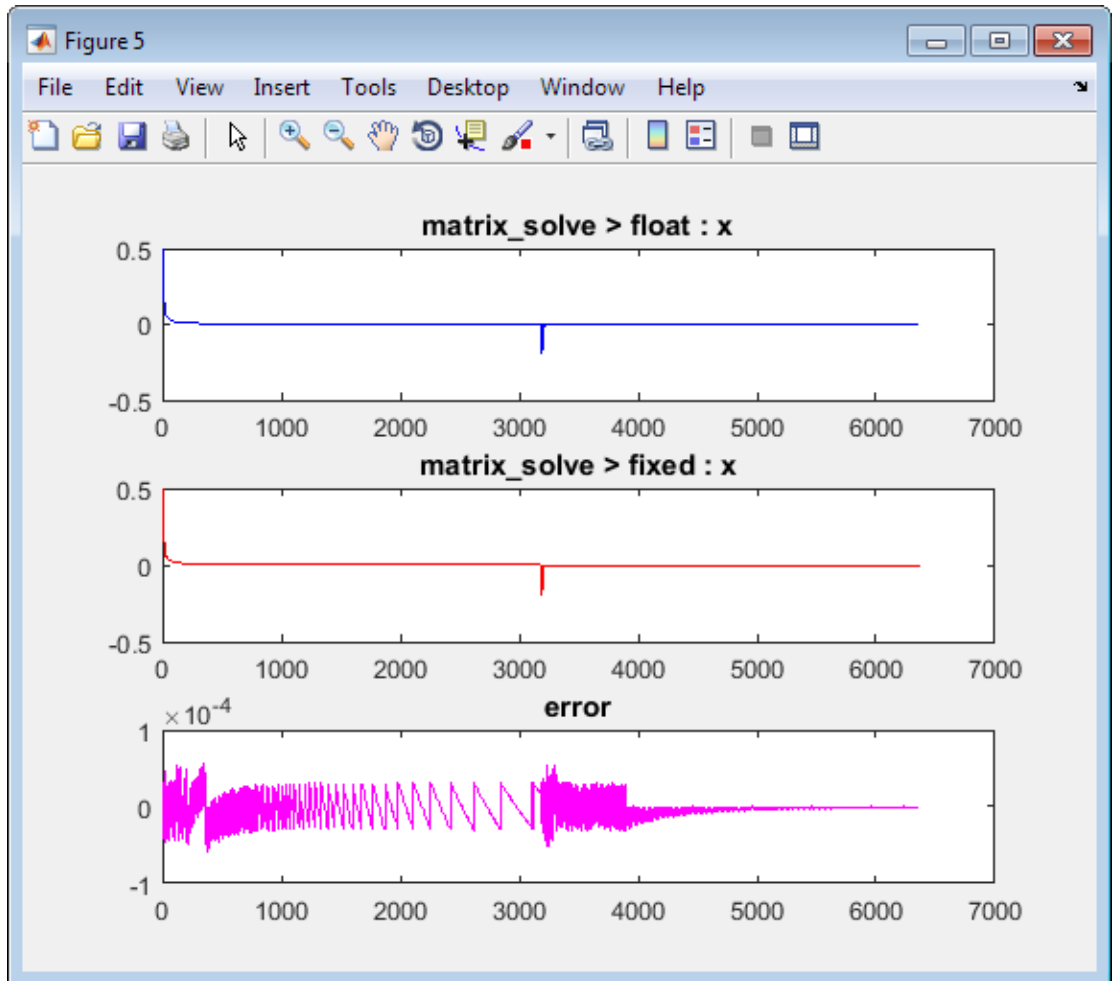 Figure 5
File Edit View Insert Tools Desktop Window Help
matrix_solve > float : x
0.5
0
-0.5
0 1000 2000 3000 4000 5000 6000 7000
matrix_solve > fixed : x
0.5
0
-0.5
0 1000 2000 3000 4000 5000 6000 7000
×10-4
error
1
0
-1
0 1000 2000 3000 4000 5000 6000 7000